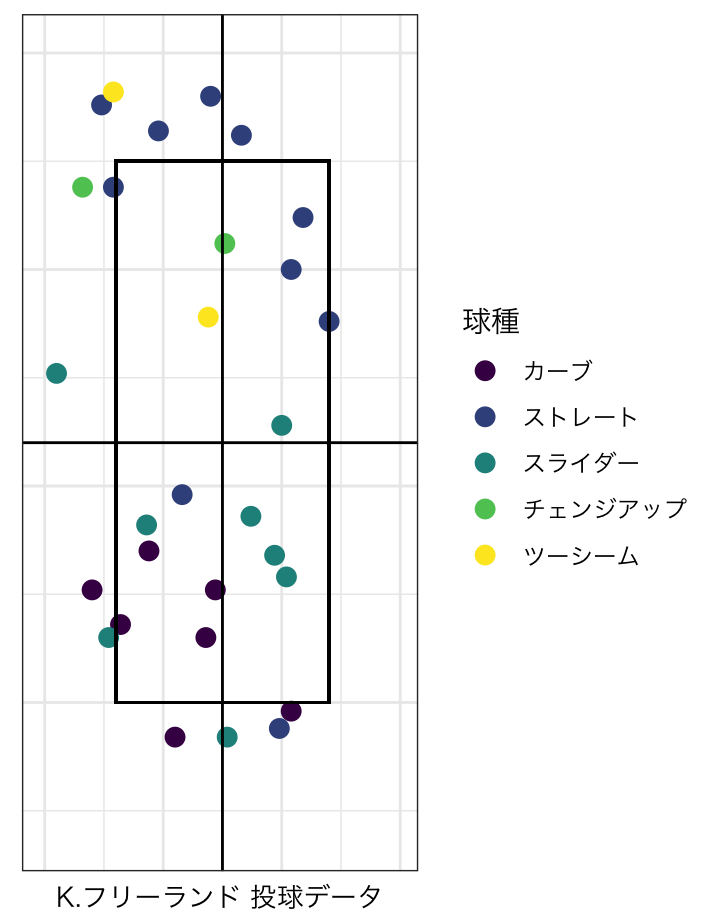 球種
カーブ
ストレート
スライダー
チェンジアップ
ツーシーム
K.フリーランド 投球データ